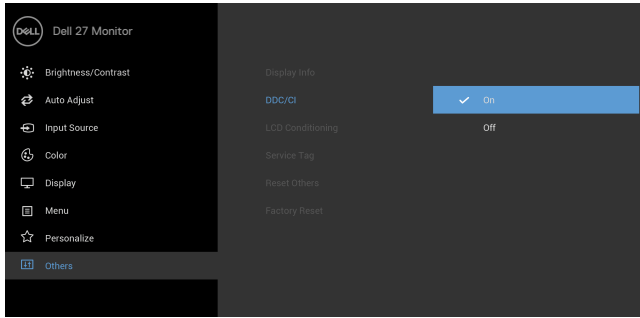 DELL Dell 27 Monitor
Brightness/Contrast
Auto Adjust
Input Source
Color
Display
Menu
Personalize
Others
Display Info
DDC/CI
LCD Conditioning
Service Tag
Reset Others
Factory Reset
On
Off